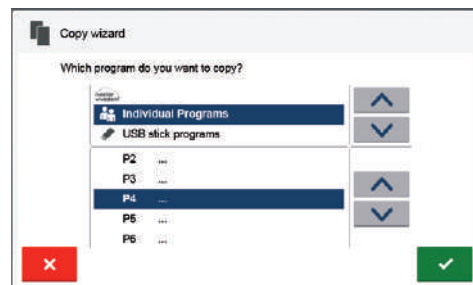 Copy wizard
Which program do you want to copy?
Individual Programs
USB stick programs
P2 ...
P3 ...
P4 ...
P5 ...
P6 ...